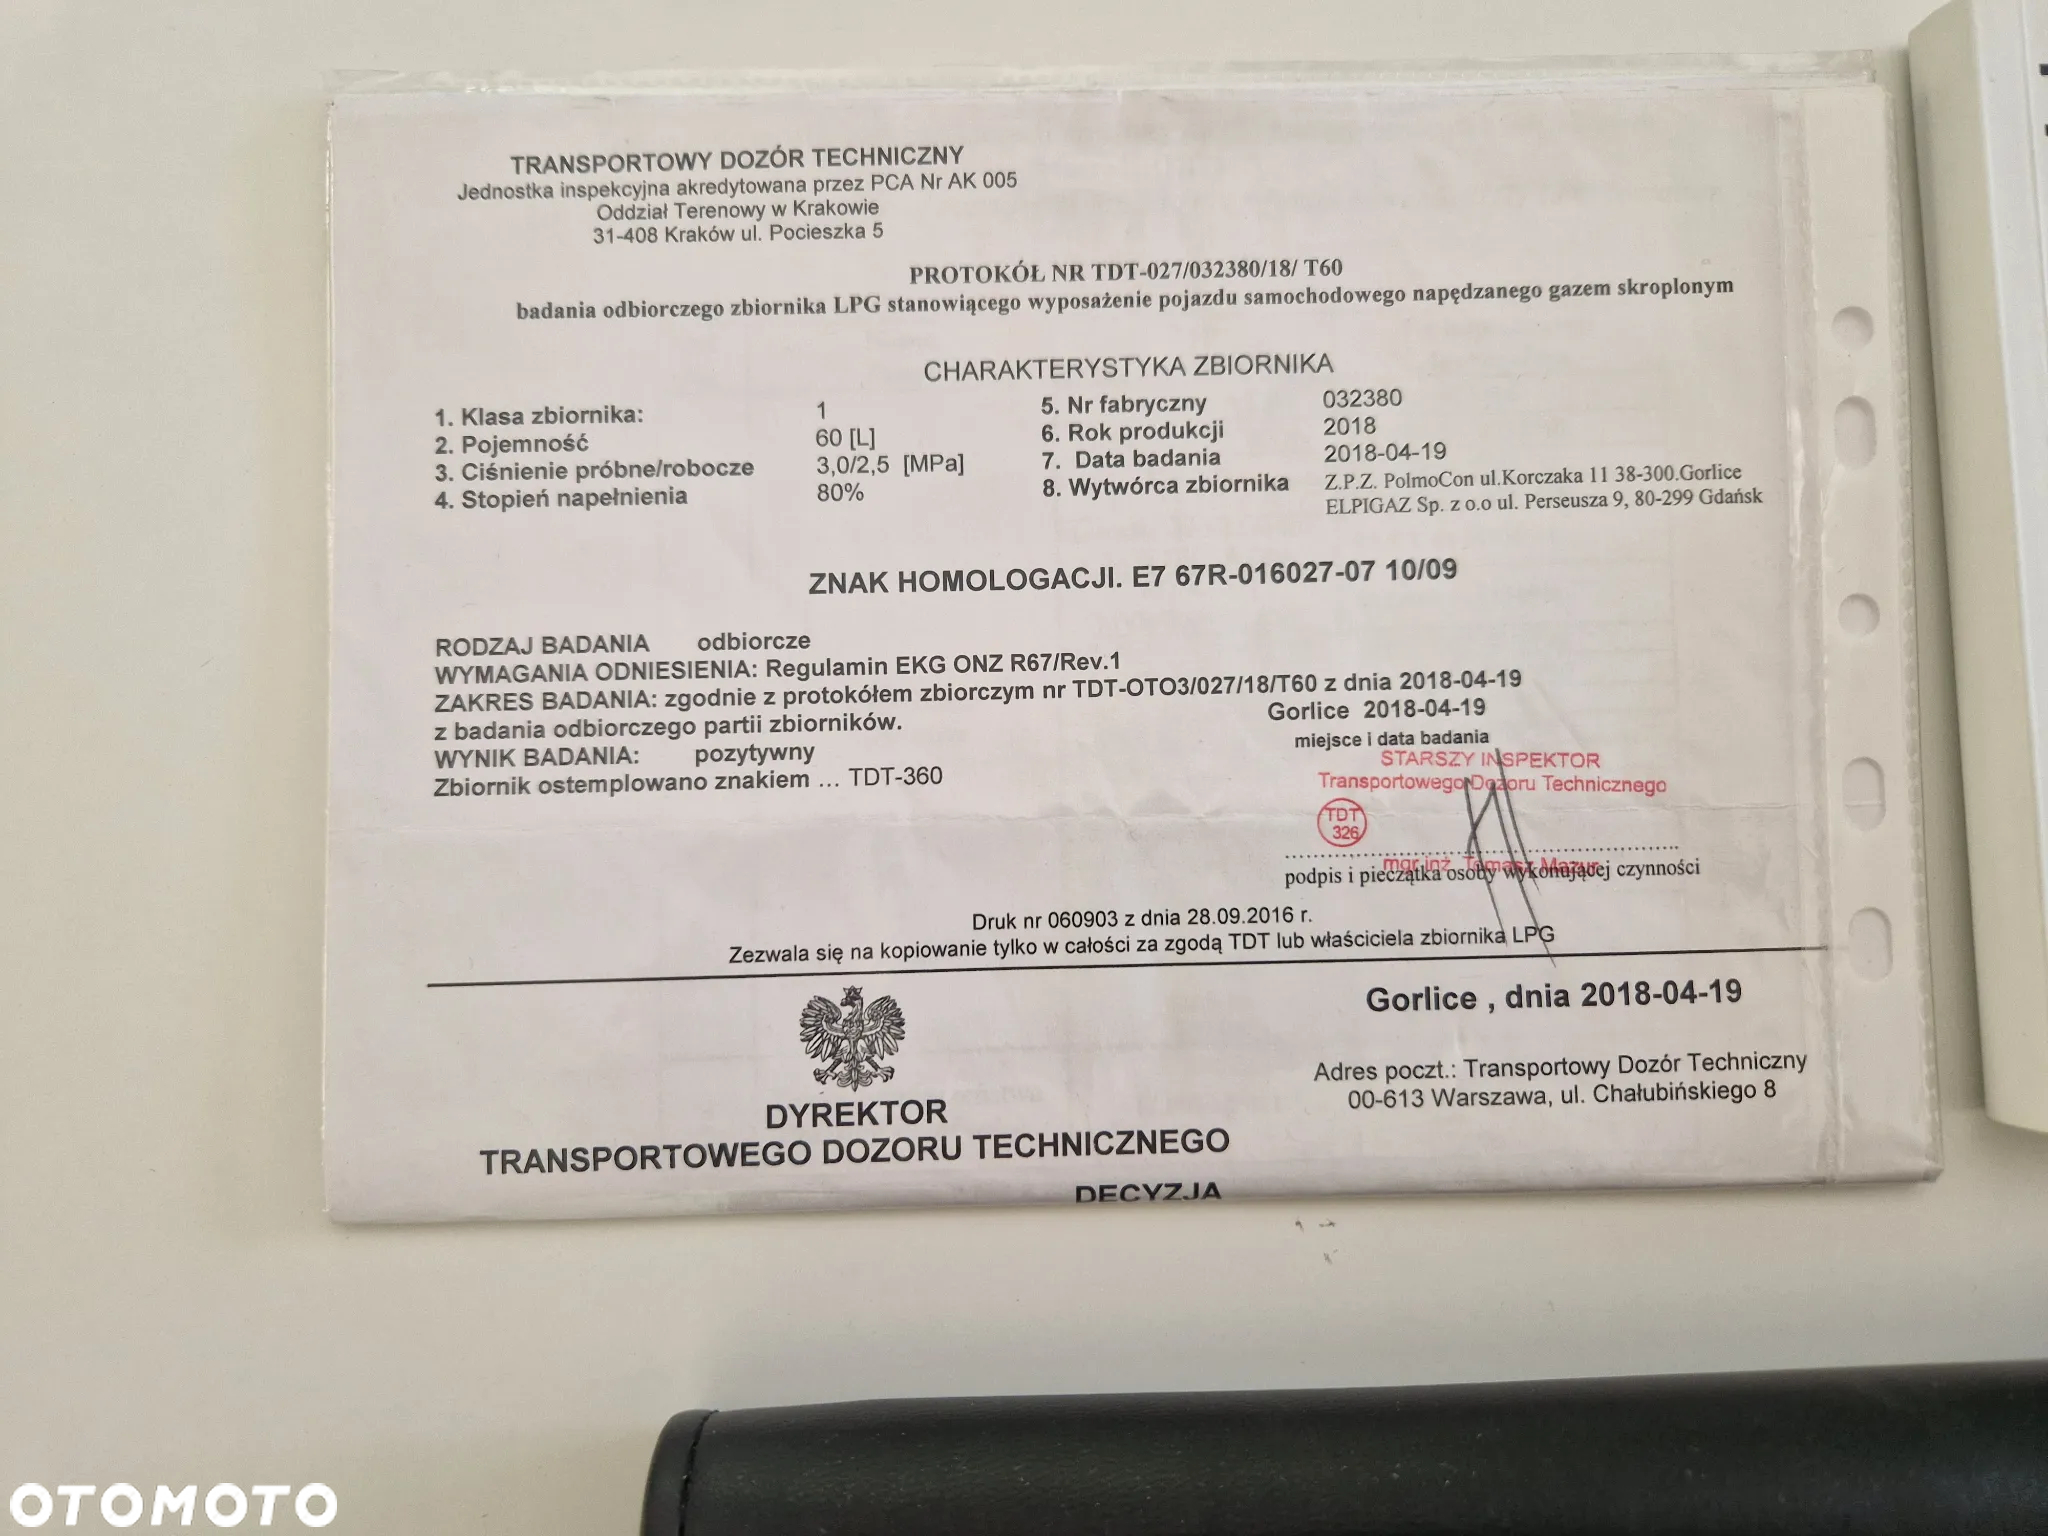 TRANSPORTOWY DOZÓR TECHNICZNY
Jednostka inspekcyjna akredytowana przez PCA Nr AK 005
Oddział Terenowy w Krakowie
31-408 Kraków ul. Pocieszka 5
PROTOKÓŁ NR TDT-027/032380/18/ T60
badania odbiorczego zbiornika LPG stanowiącego wyposażenie pojazdu samochodowego napędzanego gazem skroplonym
CHARAKTERYSTYKA ZBIORNIKA
1. Klasa zbiornika: 1
2. Pojemność 60 [L]
3. Ciśnienie próbne/robocze 3,0/2,5 [MPa]
4. Stopień napełnienia 80%
5. Nr fabryczny 032380
6. Rok produkcji 2018
7. Data badania 2018-04-19
8. Wytwórca zbiornika Z.P.Z. PolmoCon ul.Korczaka 11 38-300.Gorlice
ELPIGAZ Sp. z o.o ul. Perseusza 9, 80-299 Gdańsk
ZNAK HOMOLOGACJI. E7 67R-016027-07 10/09
RODZAJ BADANIA odbiorcze
WYMAGANIA ODNIESIENIA: Regulamin EKG ONZ R67/Rev.1
ZAKRES BADANIA: zgodnie z protokółem zbiorczym nr TDT-OTO3/027/18/T60 z dnia 2018-04-19
z badania odbiorczego partii zbiorników.
WYNIK BADANIA: pozytywny
Zbiornik ostemplowano znakiem ... TDT-360
Gorlice 2018-04-19
miejsce i data badania
STARSZY INSPEKTOR
Transportowego Dozoru Technicznego
TDT
326
mgr inż. Tomasz Mazur
podpis i pieczątka osoby wykonującej czynności
Druk nr 060903 z dnia 28.09.2016 r.
Zezwala się na kopiowanie tylko w całości za zgodą TDT lub właściciela zbiornika LPG
Gorlice , dnia 2018-04-19
Adres poczt.: Transportowy Dozór Techniczny
00-613 Warszawa, ul. Chałubińskiego 8
DYREKTOR
TRANSPORTOWEGO DOZORU TECHNICZNEGO
DECYZJA
OTOMOTO